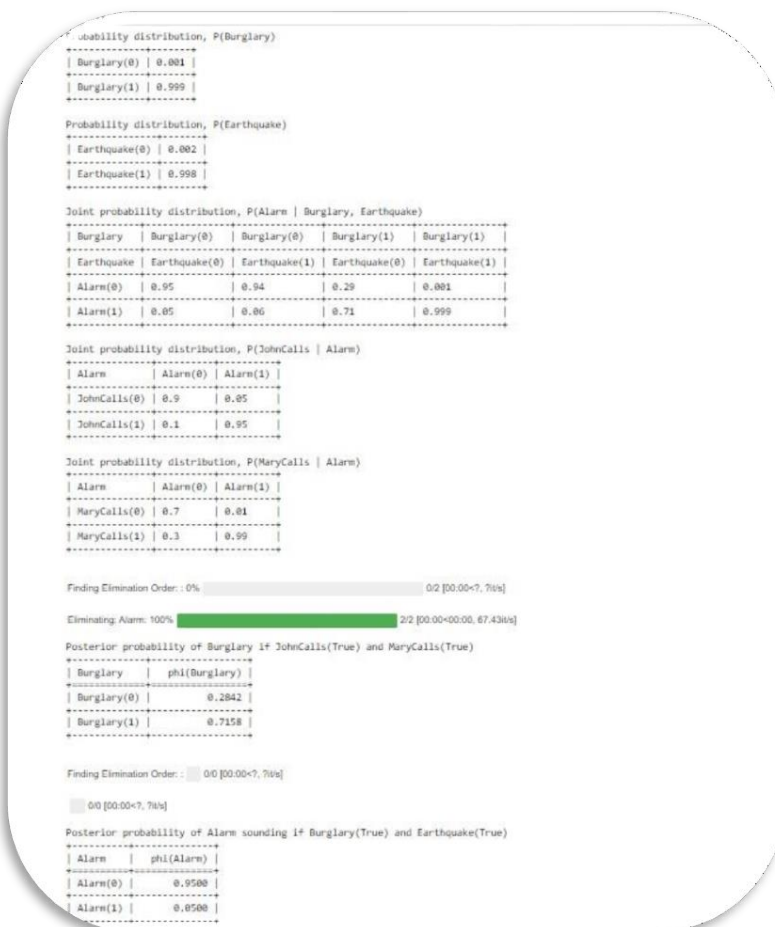 ubability distribution, P(Burglary)
| Burglary(0) | 0.001 |
| Burglary(1) | 0.999 |
Probability distribution, P(Earthquake)
| Earthquake(0) | 0.002 |
| Earthquake(1) | 0.998 |
Joint probability distribution, P(Alarm | Burglary, Earthquake)
| Burglary | Burglary(0) | Burglary(0) | Burglary(1) | Burglary(1) |
| Earthquake | Earthquake(0) | Earthquake(1) | Earthquake(0) | Earthquake(1) |
| Alarm(0) | 0.95 | 0.94 | 0.29 | 0.001 |
| Alarm(1) | 0.05 | 0.06 | 0.71 | 0.999 |
Joint probability distribution, P(JohnCalls | Alarm)
| Alarm | Alarm(0) | Alarm(1) |
| JohnCalls(0) | 0.9 | 0.05 |
| JohnCalls(1) | 0.1 | 0.95 |
Joint probability distribution, P(MaryCalls | Alarm)
| Alarm | Alarm(0) | Alarm(1) |
| MaryCalls(0) | 0.7 | 0.01 |
| MaryCalls(1) | 0.3 | 0.99 |
Finding Elimination Order: : 0% 0/2 [00:00<?, ?it/s]
Eliminating: Alarm: 100% 2/2 [00:00<00:00, 67.43it/s]
Posterior probability of Burglary if JohnCalls(True) and MaryCalls(True)
| Burglary | phi(Burglary) |
| Burglary(0) | 0.2842 |
| Burglary(1) | 0.7158 |
Finding Elimination Order: : 0/0 [00:00<?, ?it/s]
0/0 [00:00<?, ?it/s]
Posterior probability of Alarm sounding if Burglary(True) and Earthquake(True)
| Alarm | phi(Alarm) |
| Alarm(0) | 0.9500 |
| Alarm(1) | 0.0500 |